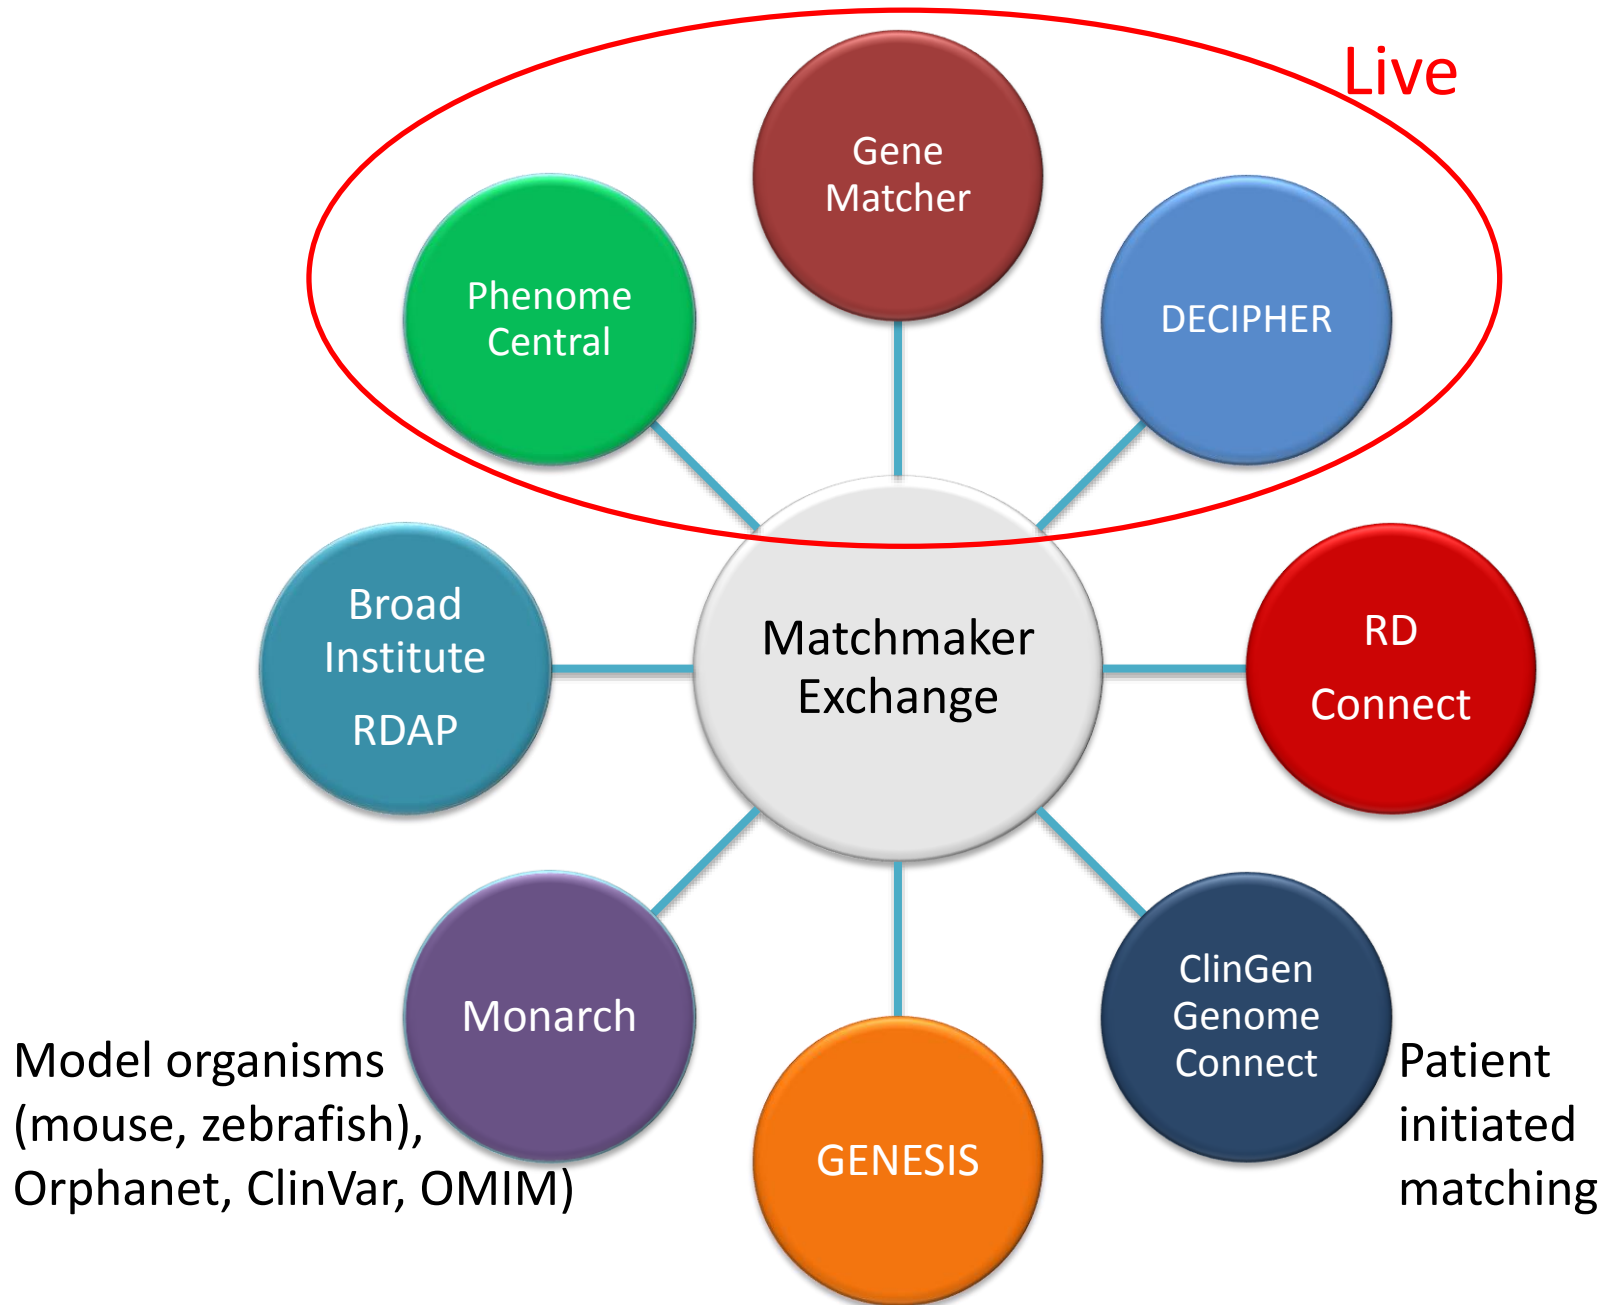 Live
Gene
Matcher
Phenome
Central
DECIPHER
Broad
Institute
RDAP
Matchmaker
Exchange
RD
Connect
Monarch
Model organisms
(mouse, zebrafish),
Orphanet, ClinVar, OMIM)
GENESIS
ClinGen
Genome
Connect
Patient
initiated
matching